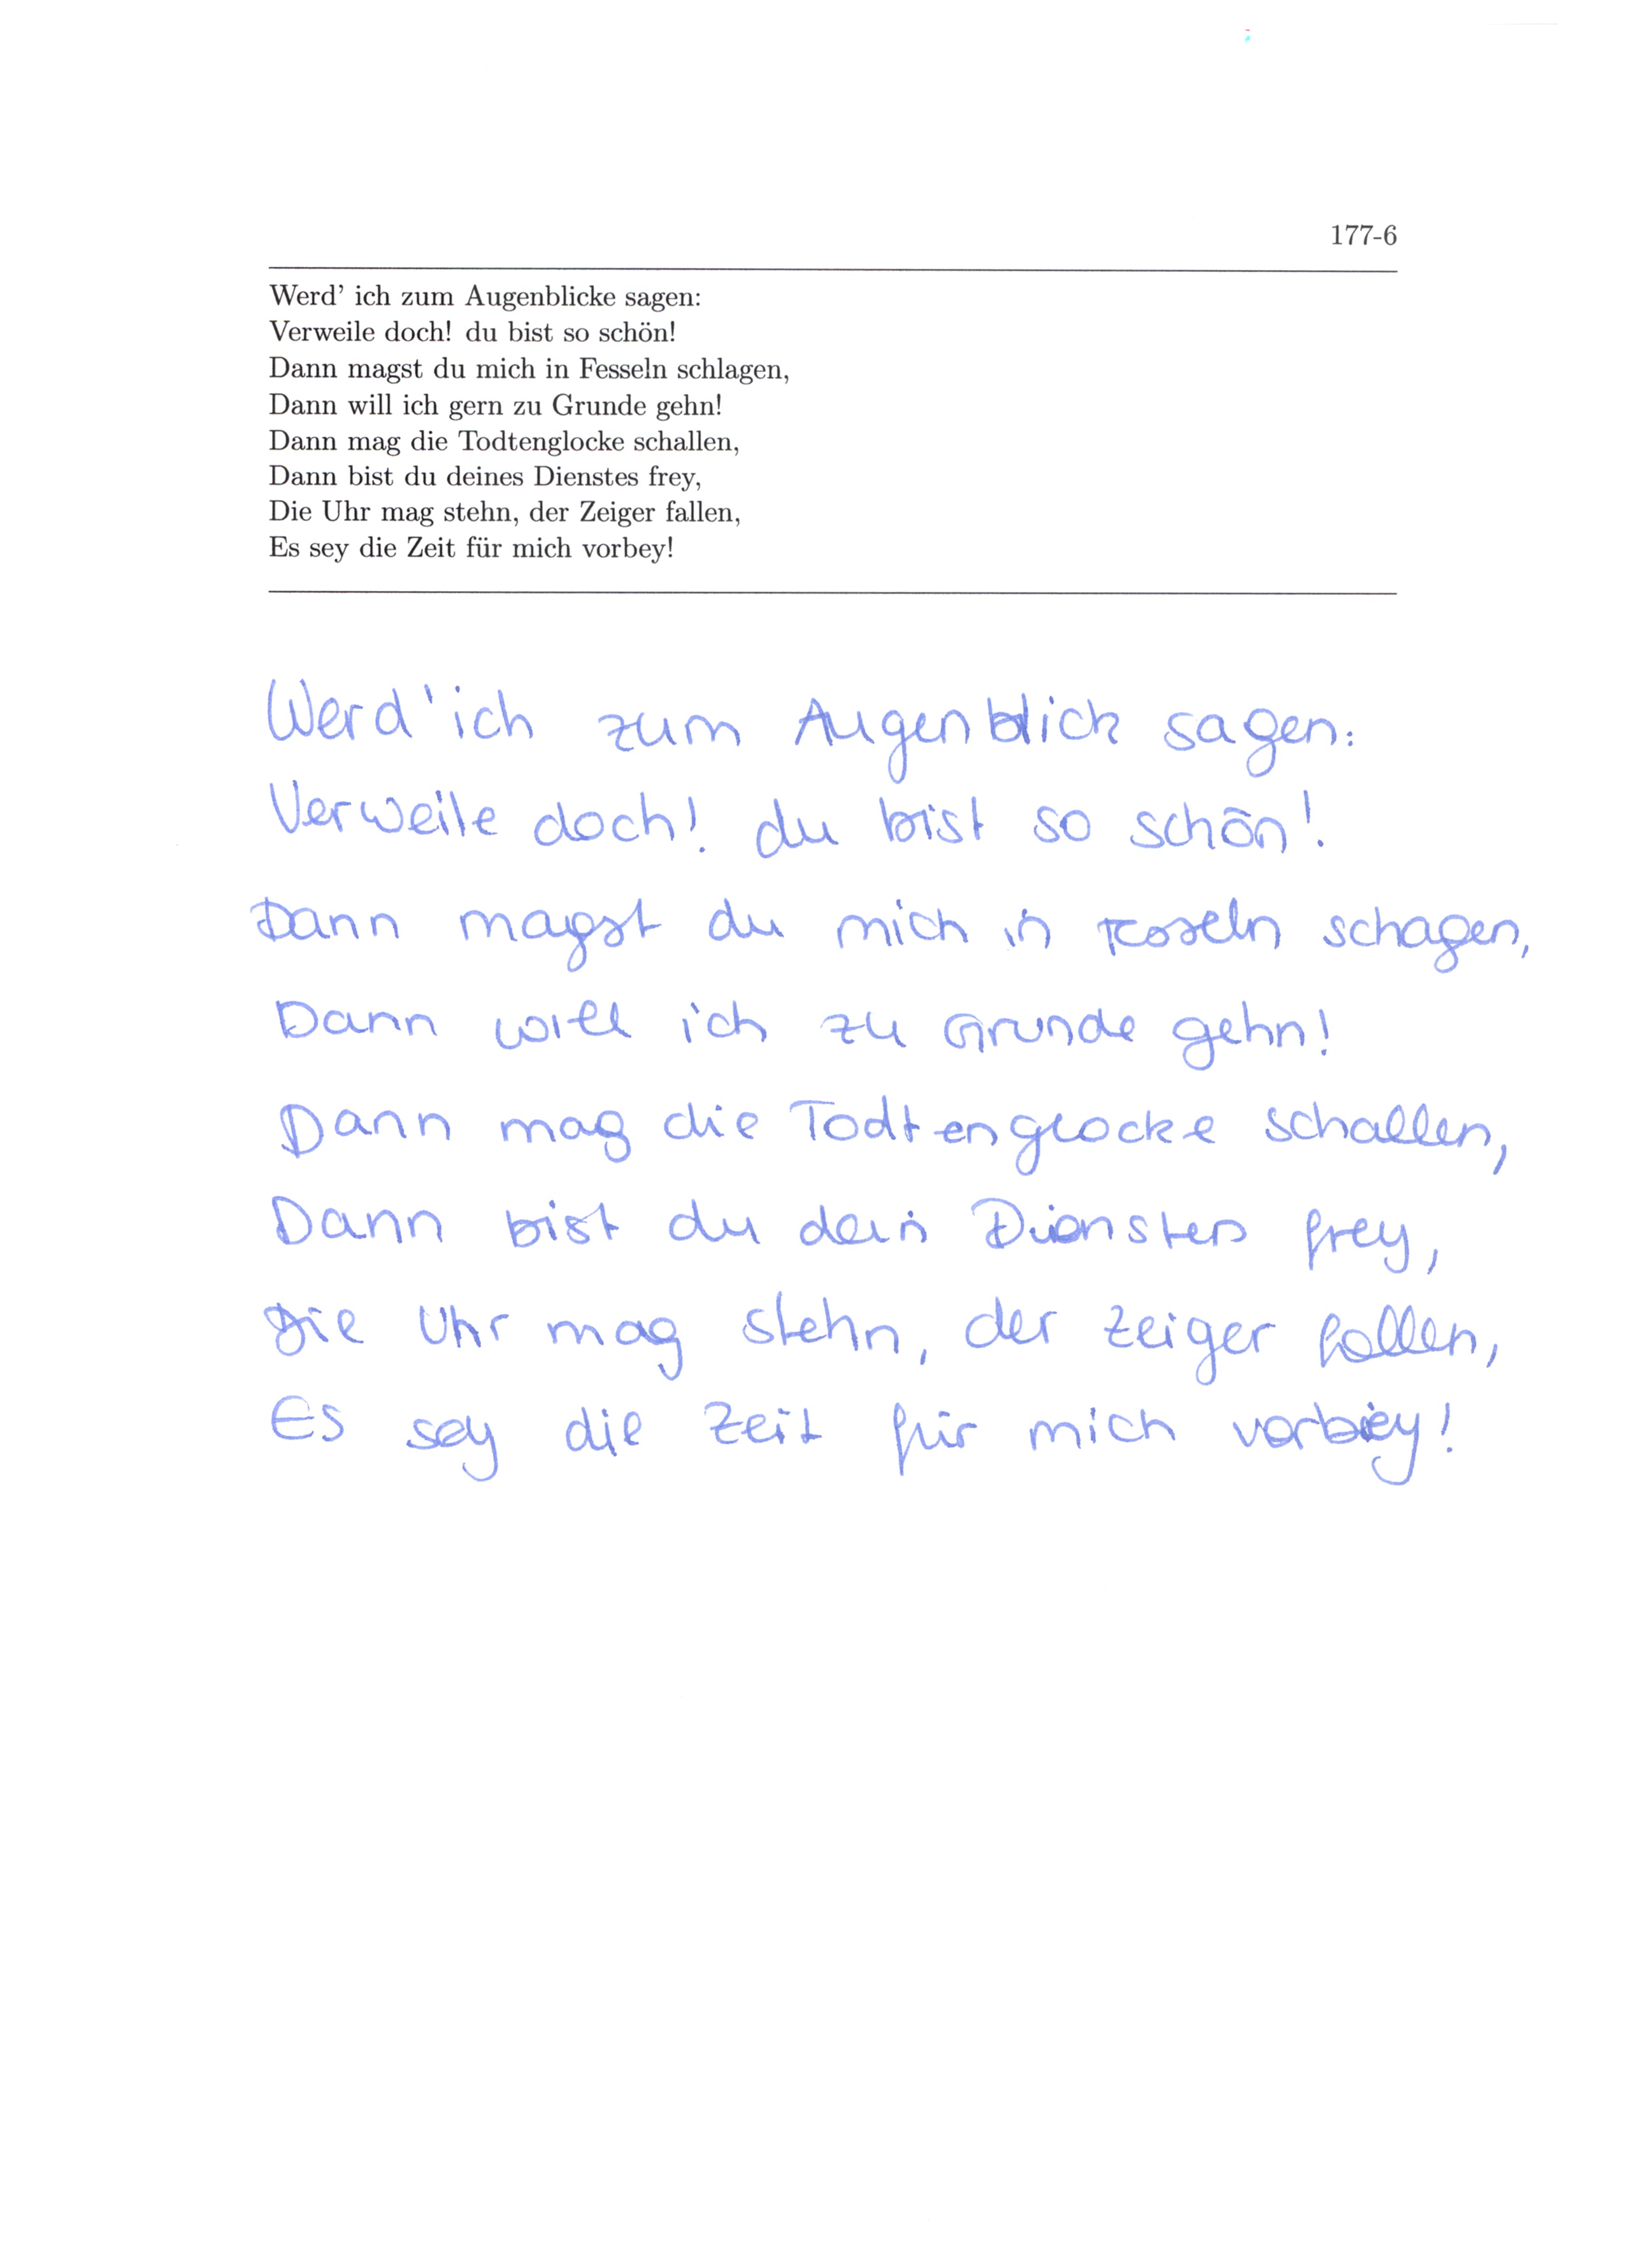 177-6
Werd' ich zum Augenblicke sagen:
Verweile doch! du bist so schön!
Dann magst du mich in Fesseln schlagen,
Dann will ich gern zu Grunde gehn!
Dann mag die Todtenglocke schallen,
Dann bist du deines Dienstes frey,
Die Uhr mag stehn, der Zeiger fallen,
Es sey die Zeit für mich vorbey!
Werd' ich zum Augenblick sagen:
Verweile doch! du bist so schön!
Dann magst du mich in Fesseln schagen,
Dann will ich zu Grunde gehn!
Dann mag die Todtenglocke schallen,
Dann bist du dein Dienstes frey,
Die Uhr mag stehn, der Zeiger fallen,
Es sey die Zeit für mich vorbey!